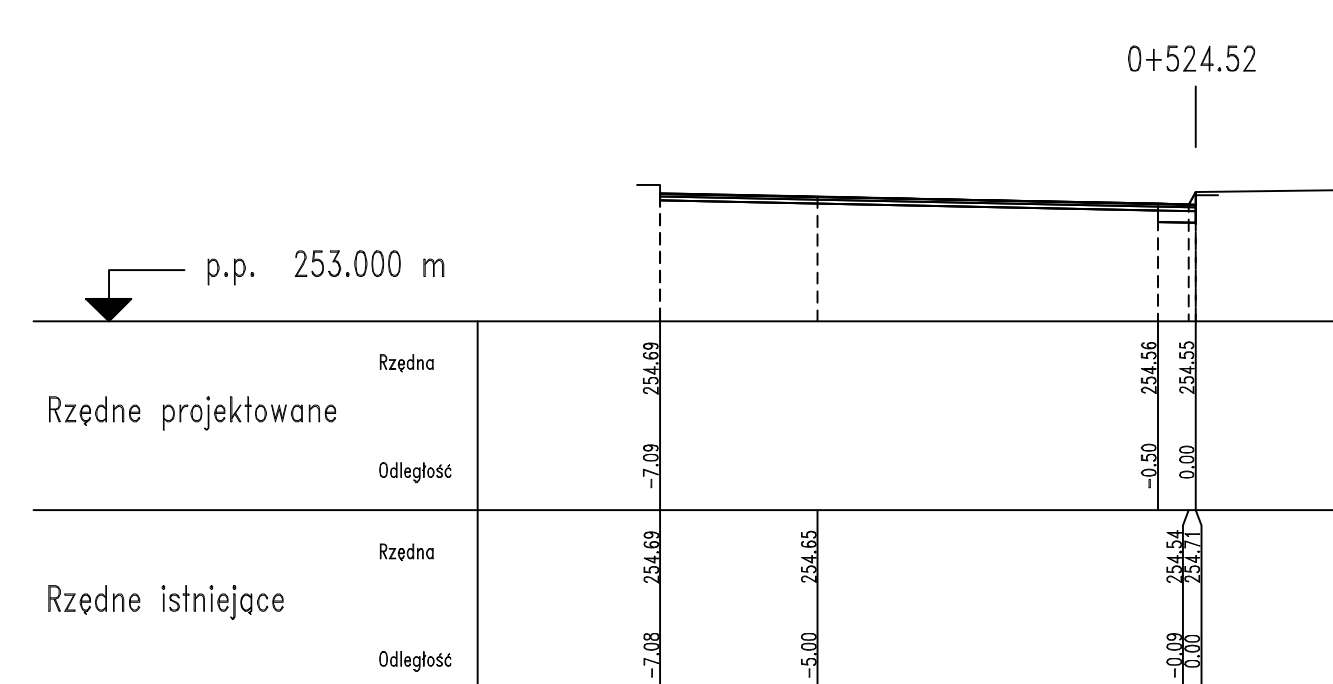 0+524.52
p.p. 253.000 m
Rzędne projektowane
Rzędna
254.69
254.56
254.55
Odległość
-7.09
-0.50
0.00
Rzędne istniejące
Rzędna
254.69
254.65
254.54
254.71
Odległość
-7.08
-5.00
-0.09
0.00